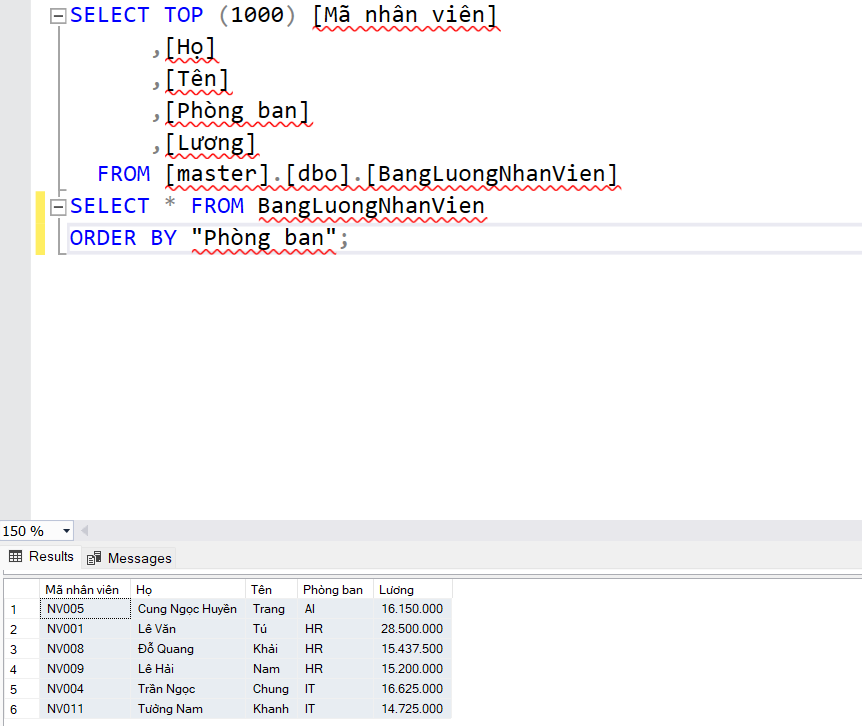 SELECT TOP (1000) [Mã nhân viên]
,[Họ]
,[Tên]
,[Phòng ban]
,[Lương]
FROM [master].[dbo].[BangLuongNhanVien]
SELECT * FROM BangLuongNhanVien
ORDER BY "Phòng ban";
150 %
Results Messages
Mã nhân viên Họ Tên Phòng ban Lương
1 NV005 Cung Ngọc Huyền Trang AI 16.150.000
2 NV001 Lê Văn Tú HR 28.500.000
3 NV008 Đỗ Quang Khải HR 15.437.500
4 NV009 Lê Hải Nam HR 15.200.000
5 NV004 Trần Ngọc Chung IT 16.625.000
6 NV011 Tưởng Nam Khanh IT 14.725.000